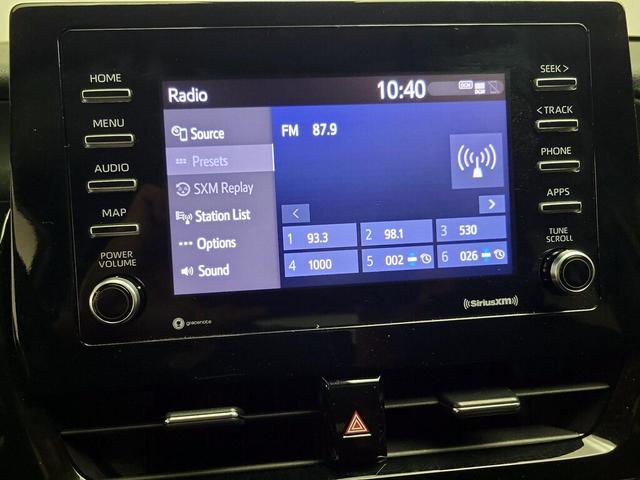 HOME
MENU
AUDIO
MAP
POWER
VOLUME
Radio
10:40
DCM
Source
Presets
SXM Replay
Station List
Options
Sound
FM 87.9
<
>
1 93.3
2 98.1
3 530
4 1000
5 002
6 026
SEEK >
< TRACK
PHONE
APPS
TUNE
SCROLL
gracenote
SiriusXM